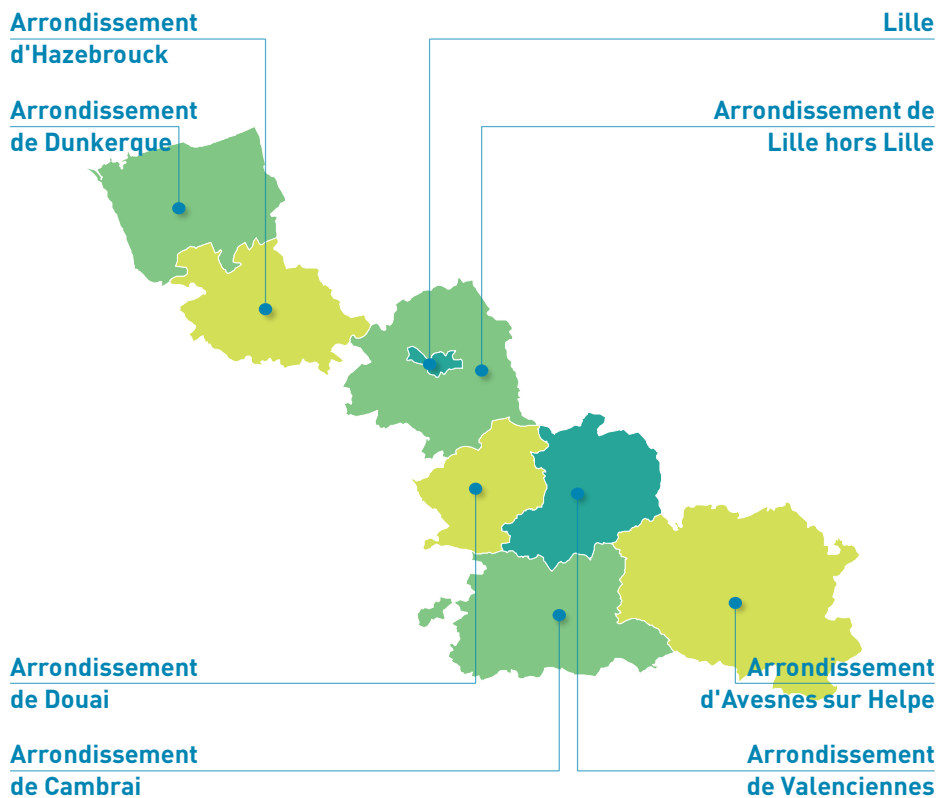 Arrondissement
d'Hazebrouck
Lille
Arrondissement
de Dunkerque
Arrondissement de
Lille hors Lille
Arrondissement
de Douai
Arrondissement
d'Avesnes sur Helpe
Arrondissement
de Cambrai
Arrondissement
de Valenciennes